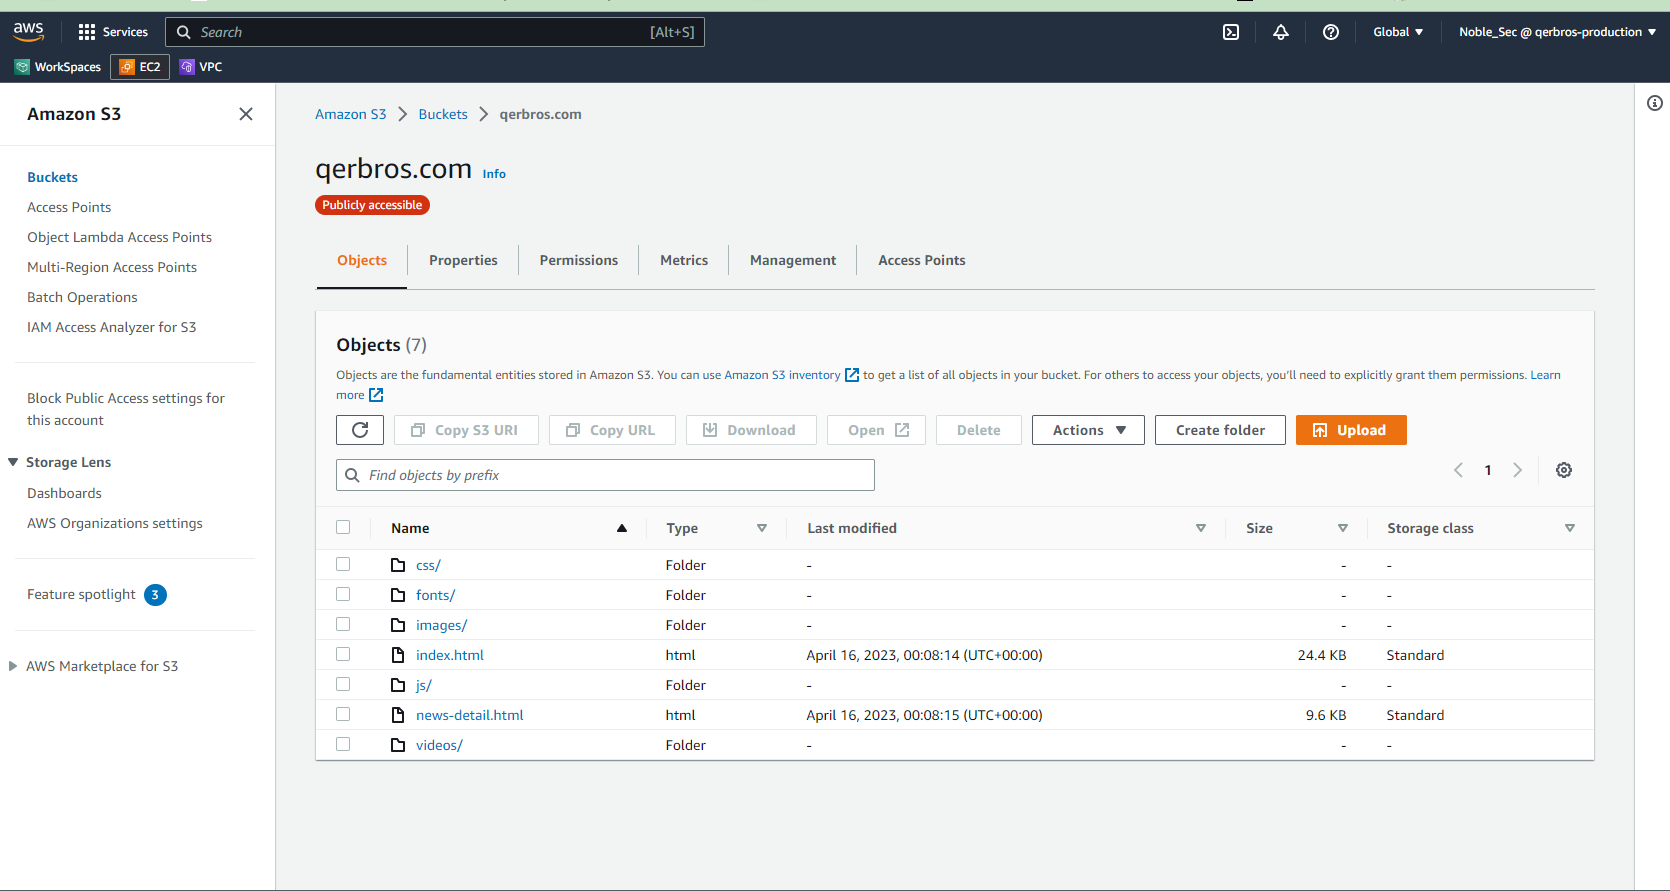 aws Services Search [Alt+S] Global Noble_Sec @ qerbros-production
WorkSpaces EC2 VPC
Amazon S3
Buckets
Access Points
Object Lambda Access Points
Multi-Region Access Points
Batch Operations
IAM Access Analyzer for S3
Block Public Access settings for
this account
Storage Lens
Dashboards
AWS Organizations settings
Feature spotlight 3
AWS Marketplace for S3
Amazon S3 Buckets qerbros.com
qerbros.com Info
Publicly accessible
Objects Properties Permissions Metrics Management Access Points
Objects (7)
Objects are the fundamental entities stored in Amazon S3. You can use Amazon S3 inventory to get a list of all objects in your bucket. For others to access your objects, you’ll need to explicitly grant them permissions. Learn
more
Copy S3 URI Copy URL Download Open Delete Actions Create folder Upload
Find objects by prefix 1
Name Type Last modified Size Storage class
css/ Folder - - -
fonts/ Folder - - -
images/ Folder - - -
index.html html April 16, 2023, 00:08:14 (UTC+00:00) 24.4 KB Standard
js/ Folder - - -
news-detail.html html April 16, 2023, 00:08:15 (UTC+00:00) 9.6 KB Standard
videos/ Folder - - -